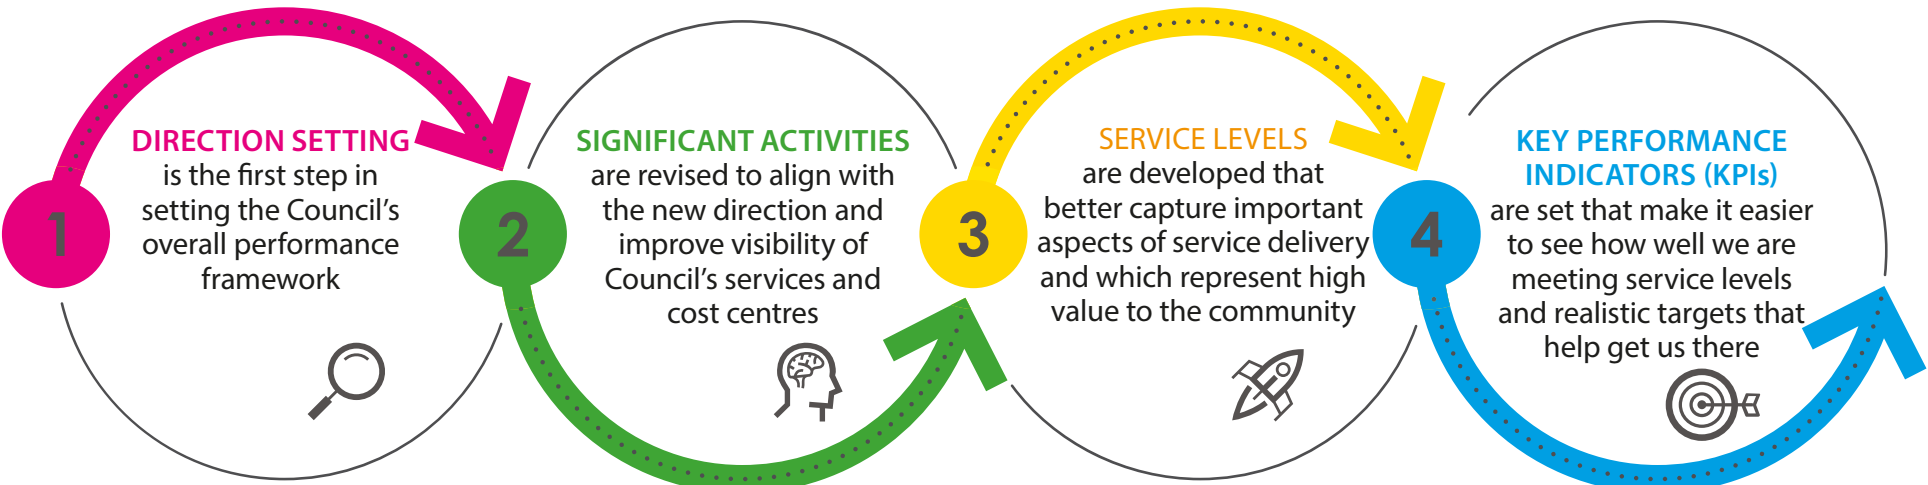 1
DIRECTION SETTING
is the first step in
setting the Council's
overall performance
framework
2
SIGNIFICANT ACTIVITIES
are revised to align with
the new direction and
improve visibility of
Council's services and
cost centres
3
SERVICE LEVELS
are developed that
better capture important
aspects of service delivery
and which represent high
value to the community
4
KEY PERFORMANCE
INDICATORS (KPIs)
are set that make it easier
to see how well we are
meeting service levels
and realistic targets that
help get us there